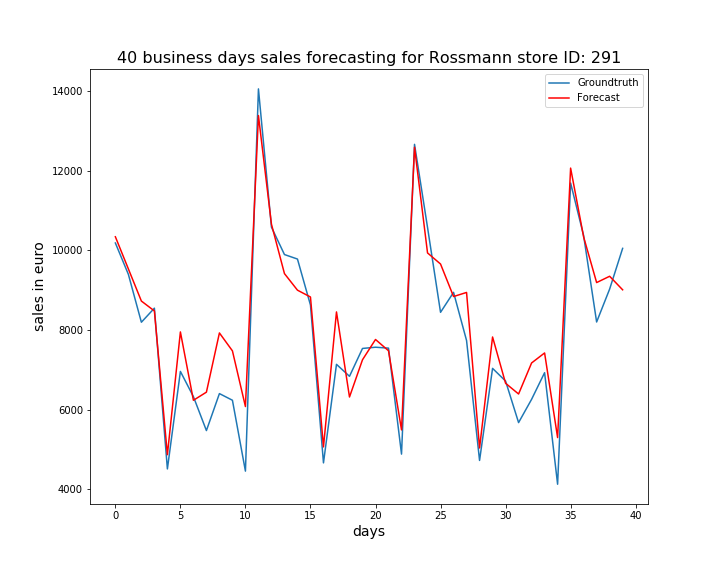 40 business days sales forecasting for Rossmann store ID: 291
Groundtruth
Forecast
14000
12000
10000
8000
6000
4000
sales in euro
0 5 10 15 20 25 30 35 40
days